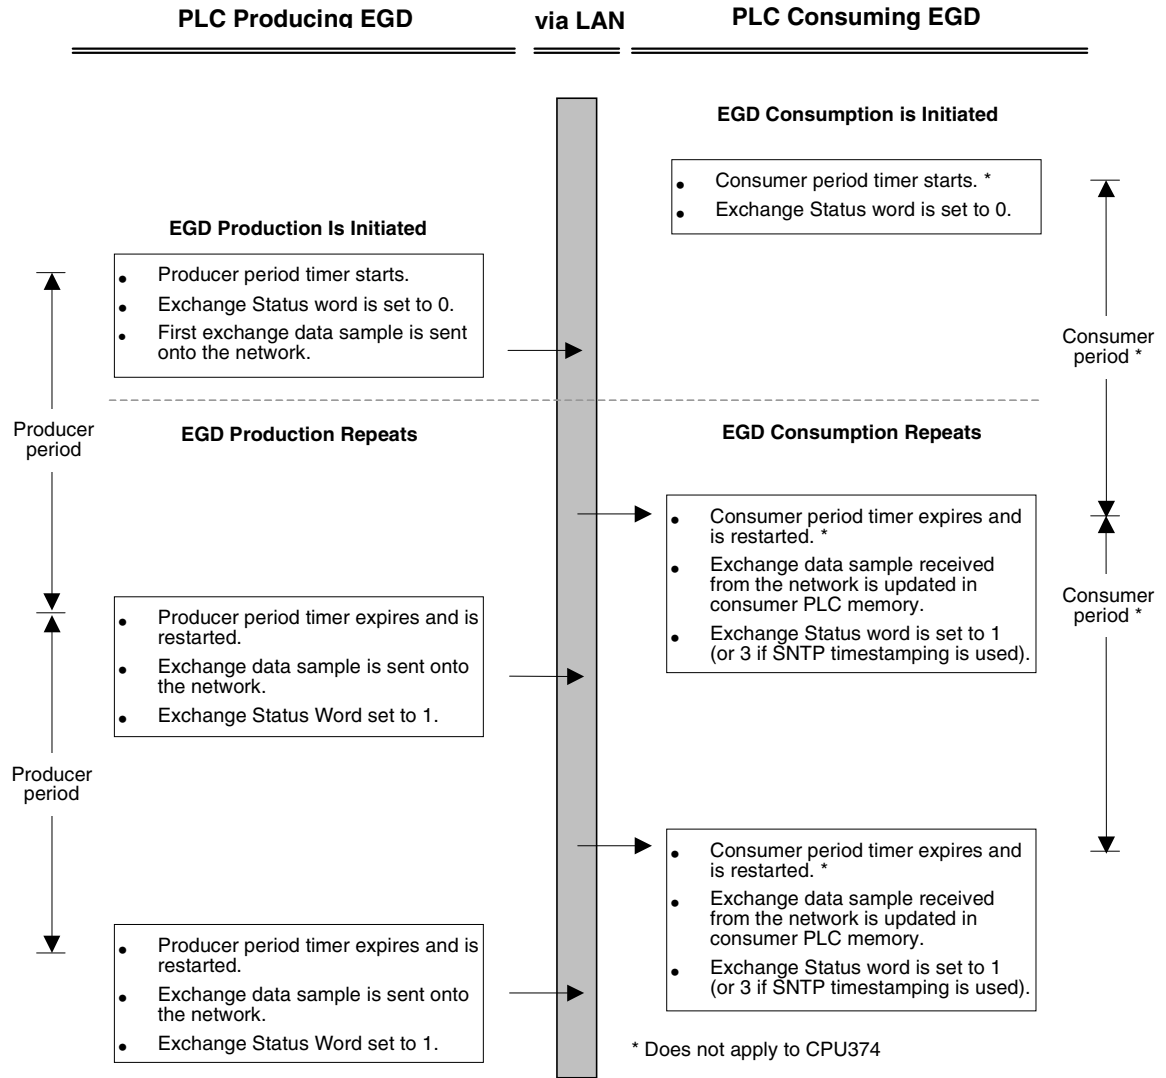 PLC Producing EGD
via LAN
PLC Consuming EGD
EGD Consumption is Initiated
• Consumer period timer starts. *
• Exchange Status word is set to 0.
EGD Production Is Initiated
• Producer period timer starts.
• Exchange Status word is set to 0.
• First exchange data sample is sent
onto the network.
Consumer
period *
Producer
period
EGD Production Repeats
EGD Consumption Repeats
• Consumer period timer expires and
is restarted. *
• Exchange data sample received
from the network is updated in
consumer PLC memory.
• Exchange Status word is set to 1
(or 3 if SNTP timestamping is used).
Consumer
period *
• Producer period timer expires and is
restarted.
• Exchange data sample is sent onto
the network.
• Exchange Status Word set to 1.
Producer
period
• Consumer period timer expires and
is restarted. *
• Exchange data sample received
from the network is updated in
consumer PLC memory.
• Exchange Status word is set to 1
(or 3 if SNTP timestamping is used).
• Producer period timer expires and is
restarted.
• Exchange data sample is sent onto
the network.
• Exchange Status Word set to 1.
* Does not apply to CPU374